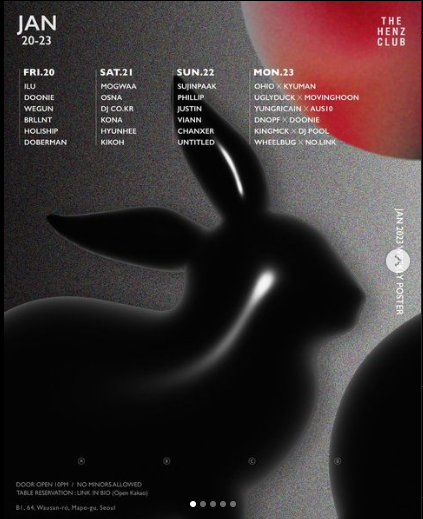 JAN
20-23
THE
HENZ
CLUB
FRI.20
ILU
DOONIE
WEGUN
BRLLNT
HOLISHIP
DOBERMAN
SAT.21
MOGWAA
OSNA
DJ CO.KR
KONA
HYUNHEE
KIKOH
SUN.22
SUJINPAAK
PHILLIP
JUSTIN
VIANN
CHANXER
UNTITLED
MON.23
OHIO X KYUMAN
UGLYDUCK X MOVINGHOON
YUNGRICAIN X AUS10
DNOPF X DOONIE
KINGMCK X DJ POOL
WHEELBUG X NO.LINK
JAN 2023 POSTER
DOOR OPEN 10PM / NO MINORS ALLOWED
TABLE RESERVATION : LINK IN BIO (Open Kakao)
B1, 64, Wausan-ro, Mapo-gu, Seoul